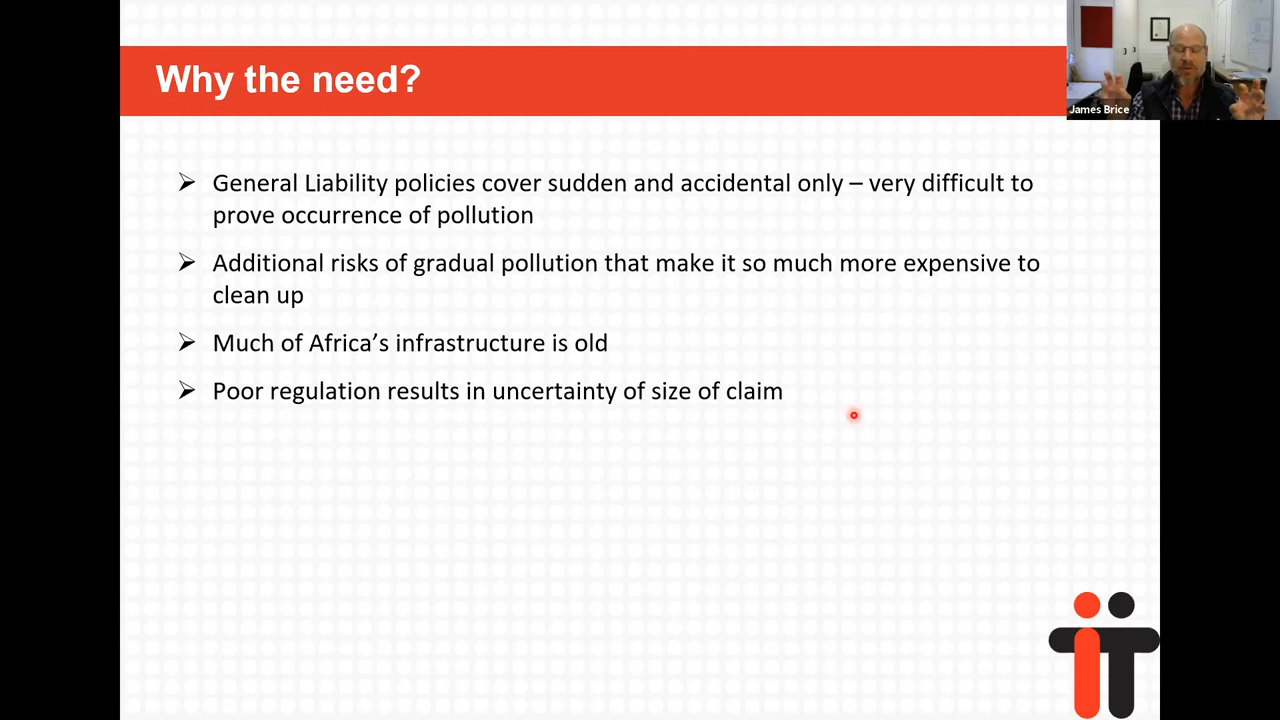 Why the need?
James Brice
➢ General Liability policies cover sudden and accidental only – very difficult to
prove occurrence of pollution
➢ Additional risks of gradual pollution that make it so much more expensive to
clean up
➢ Much of Africa’s infrastructure is old
➢ Poor regulation results in uncertainty of size of claim